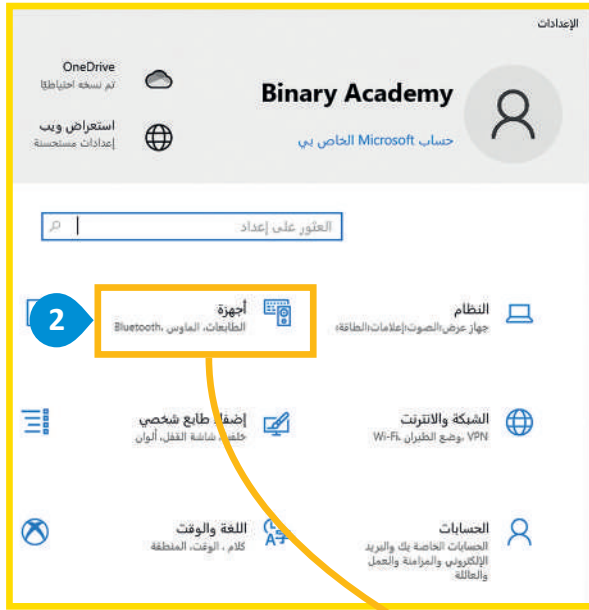 الإعدادات
Binary Academy
حساب Microsoft الخاص بي
OneDrive
تم نسخه احتياطيًا
استعراض ويب
إعدادات مستحسنة
العثور على إعداد
النظام
جهاز عرض،الصوت،إعلامات،الطاقة،
2
أجهزة
الطابعات، الماوس، Bluetooth
الشبكة والانترنت
VPN ،وضع الطيران ،Wi-Fi
إضفاء طابع شخصي
خلفية، شاشة القفل، ألوان
الحسابات
الحسابات الخاصة بك والبريد
الإلكتروني والمزامنة والعمل
والعائلة
اللغة والوقت
كلام ، الوقت، المنطقة